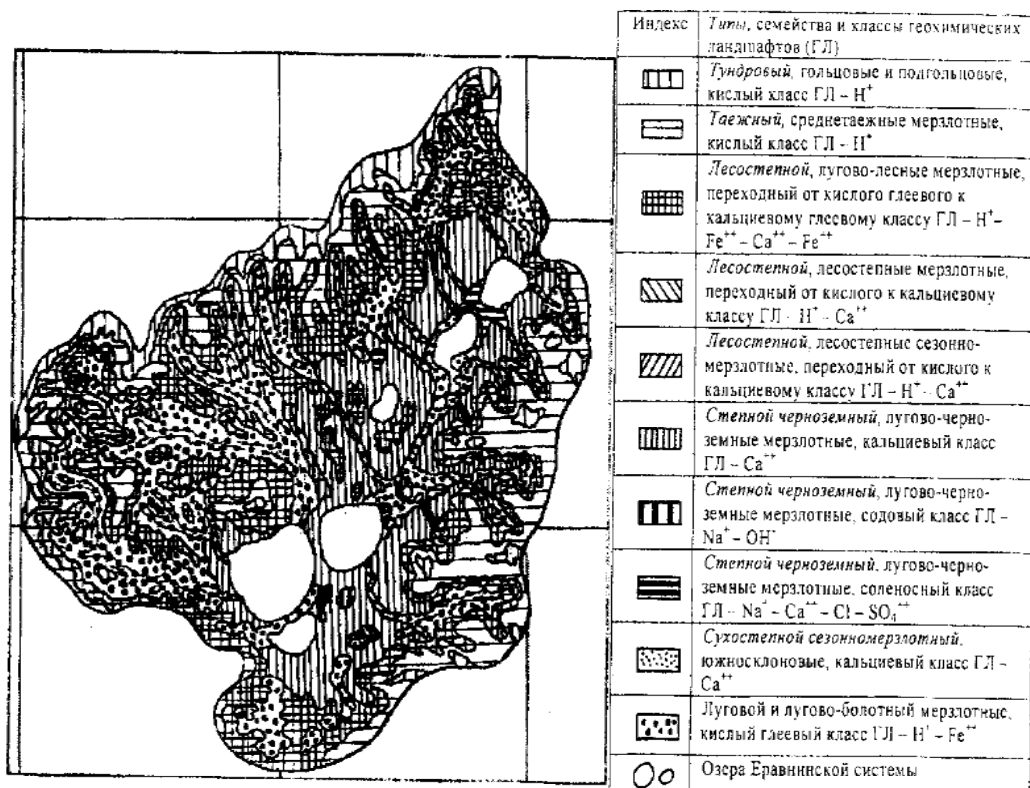 Индекс
Типы, семейства и классы геохимических
ландшафтов (ГЛ)
Тундровый, гольцовые и подгольцовые,
кислый класс ГЛ – H⁺
Таежный, среднетаежные мерзлотные,
кислый класс ГЛ – H⁺
Лесостепной, лугово-лесные мерзлотные,
переходный от кислого глеевого к
кальциевому глеевому классу ГЛ – H⁺–
Fe⁺⁺ – Ca⁺⁺ – Fe⁺⁺
Лесостепной, лесостепные мерзлотные,
переходный от кислого к кальциевому
классу ГЛ - H⁺ - Ca⁺⁺
Лесостепной, лесостепные сезонно-
мерзлотные, переходный от кислого к
кальциевому классу ГЛ - H⁺ - Ca⁺⁺
Степной черноземный, лугово-черно-
земные мерзлотные, кальциевый класс
ГЛ – Ca⁺⁺
Степной черноземный, лугово-черно-
земные мерзлотные, содовый класс ГЛ –
Na⁺ – OH⁻
Степной черноземный, лугово-черно-
земные мерзлотные, соленосный класс
ГЛ – Na⁺ – Ca⁺⁺ – Cl – SO₄⁺⁺
Сухостепной сезонномерзлотный,
южносклоновые, кальциевый класс ГЛ –
Ca⁺⁺
Луговой и лугово-болотный мерзлотные,
кислый глеевый класс ГЛ – H⁺ – Fe⁺⁺
Озера Еравнинской системы